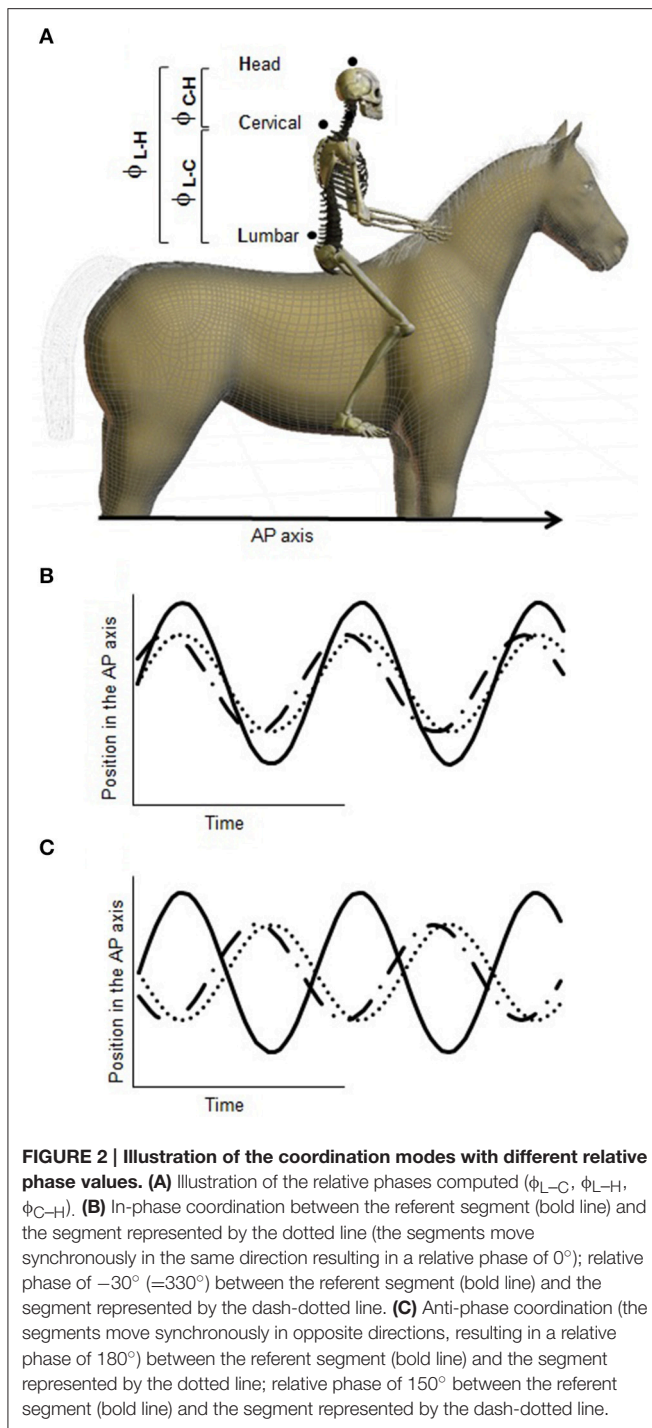 A
Head
Cervical
Lumbar
ϕ L-H
ϕ C-H
ϕ L-C
AP axis
B
Position in the AP axis
Time
C
Position in the AP axis
Time
FIGURE 2 | Illustration of the coordination modes with different relative
phase values. (A) Illustration of the relative phases computed (ϕL–C, ϕL–H,
ϕC–H). (B) In-phase coordination between the referent segment (bold line) and
the segment represented by the dotted line (the segments move
synchronously in the same direction resulting in a relative phase of 0°); relative
phase of −30° (=330°) between the referent segment (bold line) and the
segment represented by the dash-dotted line. (C) Anti-phase coordination (the
segments move synchronously in opposite directions, resulting in a relative
phase of 180°) between the referent segment (bold line) and the segment
represented by the dotted line; relative phase of 150° between the referent
segment (bold line) and the segment represented by the dash-dotted line.